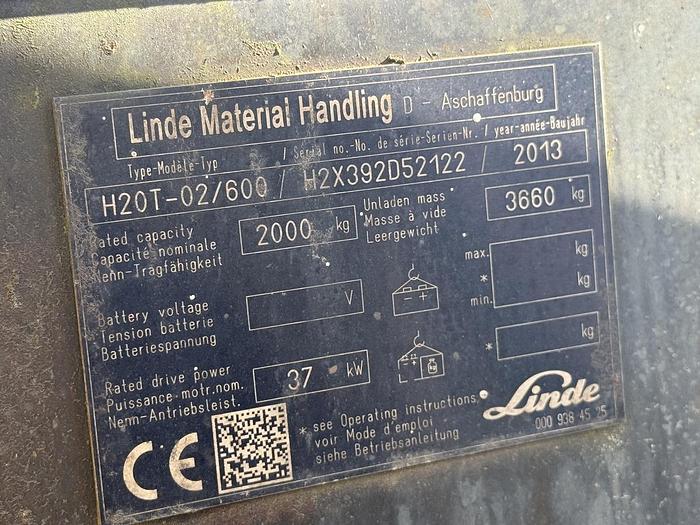 Linde Material Handling D - Aschaffenburg
Type-Modèle-Typ / Serial no.-No. de série-Serien-Nr. / year-année-Baujahr
H20T-02/600 / H2X392D52122 / 2013
Rated capacity
Capacité nominale
Nenn-Tragfähigkeit
2000 kg
Unladen mass
Masse à vide
Leergewicht
3660 kg
Battery voltage
Tension batterie
Batteriespannung
V
- +
max. kg
* kg
min.
Rated drive power
Puissance motr.nom.
Nenn-Antriebsleist.
37 kW
* kg
* see Operating instructions
voir Mode d'emploi
siehe Betriebsanleitung
Linde
000 938 45 25
CE